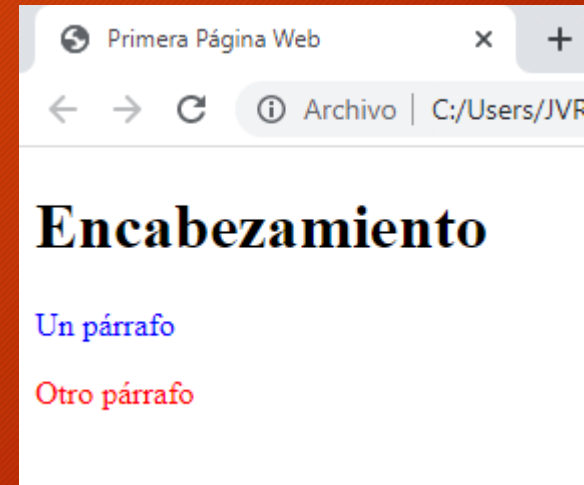 Primera Página Web
Archivo | C:/Users/JVR
Encabezamiento
Un párrafo
Otro párrafo